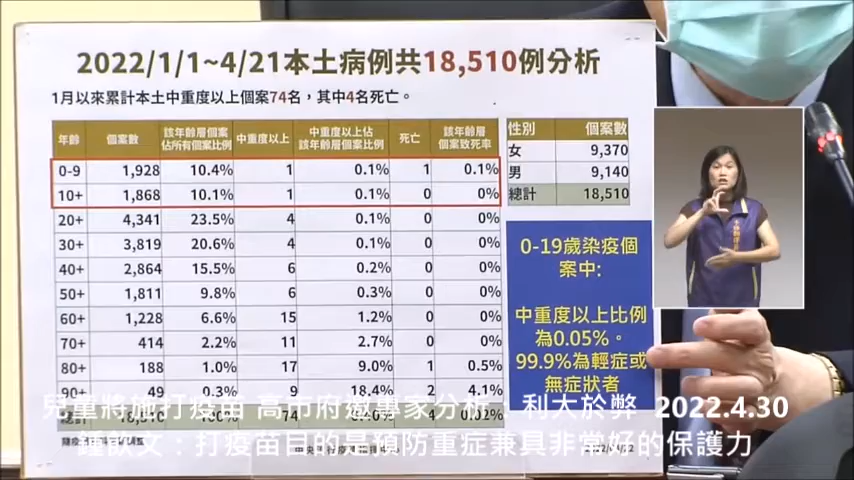 2022/1/1~4/21本土病例共18,510例分析
1月以來累計本土中重度以上個案74名，其中4名死亡。
年齡 個案數 該年齡層個案佔所有個案比例 中重度以上 中重度以上佔該年齡層個案比例 死亡 該年齡層個案致死率
0-9 1,928 10.4% 1 0.1% 1 0.1%
10+ 1,868 10.1% 1 0.1% 0 0%
20+ 4,341 23.5% 4 0.1% 0 0%
30+ 3,819 20.6% 4 0.1% 0 0%
40+ 2,864 15.5% 6 0.2% 0 0%
50+ 1,811 9.8% 6 0.3% 0 0%
60+ 1,228 6.6% 15 1.2% 0 0%
70+ 414 2.2% 11 2.7% 0 0%
80+ 188 1.0% 17 9.0% 1 0.5%
90+ 49 0.3% 9 18.4% 2 4.1%
總計 18,510 100% 74 4 0.02%
性別 個案數
女 9,370
男 9,140
總計 18,510
0-19歲染疫個
案中:
中重度以上比例
為0.05%。
99.9%為輕症或
無症狀者
兒童將施打疫苗 高市府邀專家分析：利大於弊 2022.4.30
鍾飲文：打疫苗目的是預防重症兼具非常好的保護力